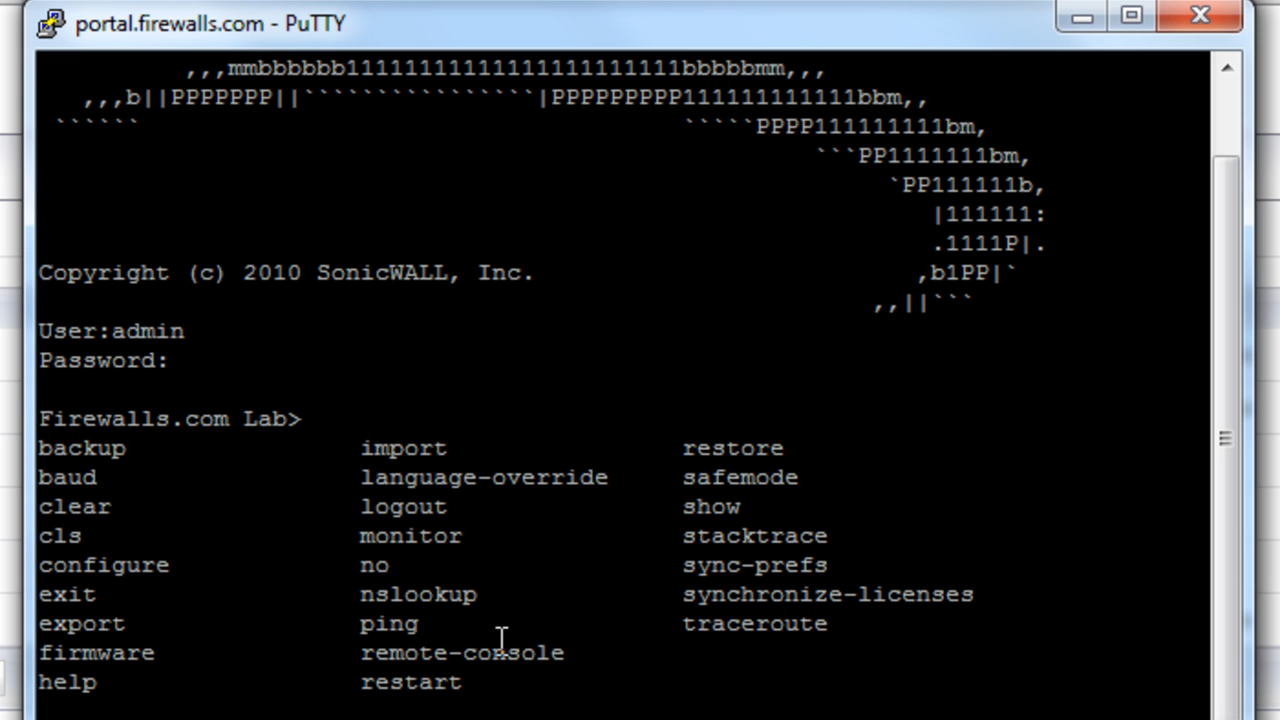 portal.firewalls.com - PuTTY
,,,mmbbbbbb11111111111111111111111bbbbbmm,,,
,,,b||PPPPPPP||````````````````|PPPPPPPPP111111111111bbm,,
`````` `````PPPP111111111bm,
```PP1111111bm,
`PP111111b,
|111111:
.1111P|.
Copyright (c) 2010 SonicWALL, Inc. ,b1PP|`
,,||```
User:admin
Password:
Firewalls.com Lab>
backup import restore
baud language-override safemode
clear logout show
cls monitor stacktrace
configure no sync-prefs
exit nslookup synchronize-licenses
export ping traceroute
firmware remote-console
help restart